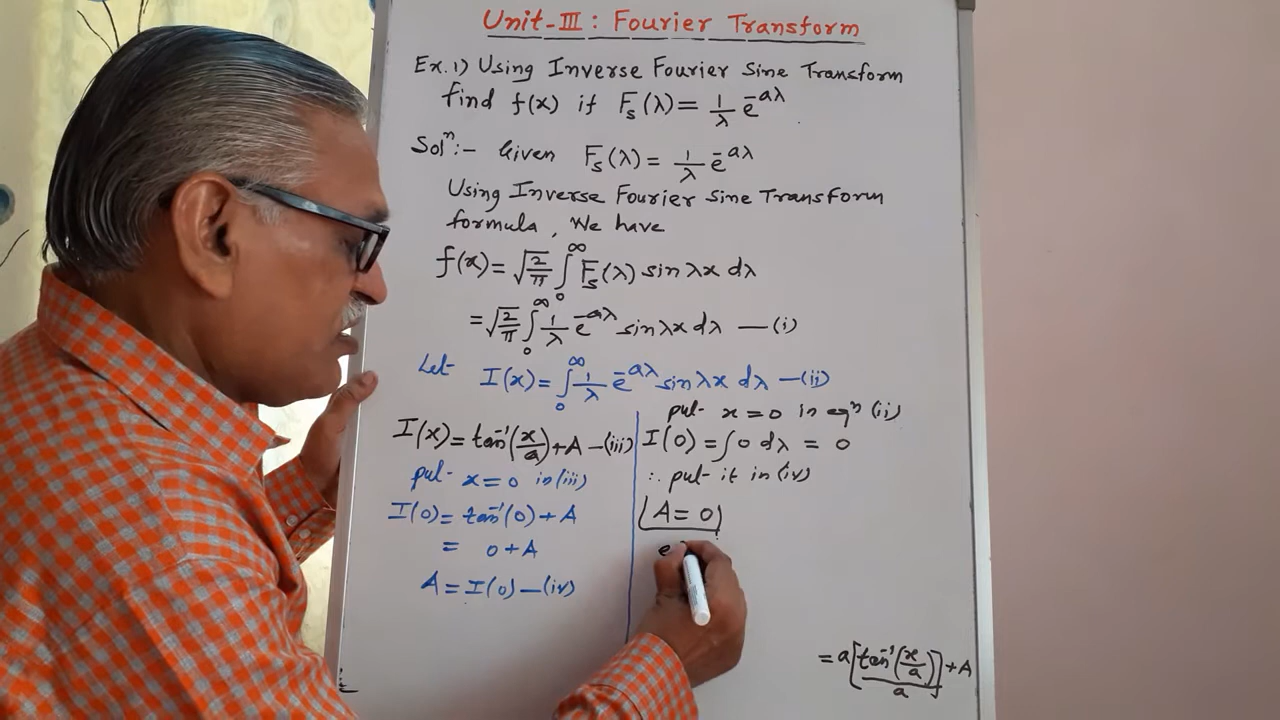 Unit-III : Fourier Transform
Ex.1) Using Inverse Fourier Sine Transform
find f(x) if Fs(λ) = 1/λ e^-aλ
Solⁿ:- Given Fs(λ) = 1/λ e^-aλ
Using Inverse Fourier Sine Transform
formula, We have
f(x) = √(2/π) ∫₀^∞ Fs(λ) sin λx dλ
= √(2/π) ∫₀^∞ 1/λ e^-aλ sin λx dλ — (i)
Let I(x) = ∫₀^∞ 1/λ e^-aλ sin λx dλ — (ii)
I(x) = tan⁻¹(x/a) + A — (iii)
put x = 0 in (iii)
I(0) = tan⁻¹(0) + A
= 0 + A
A = I(0) — (iv)
put x = 0 in eqⁿ (ii)
I(0) = ∫ 0 dλ = 0
∴ put it in (iv)
A = 0
e
= a[tan⁻¹(x/a)/a] + A